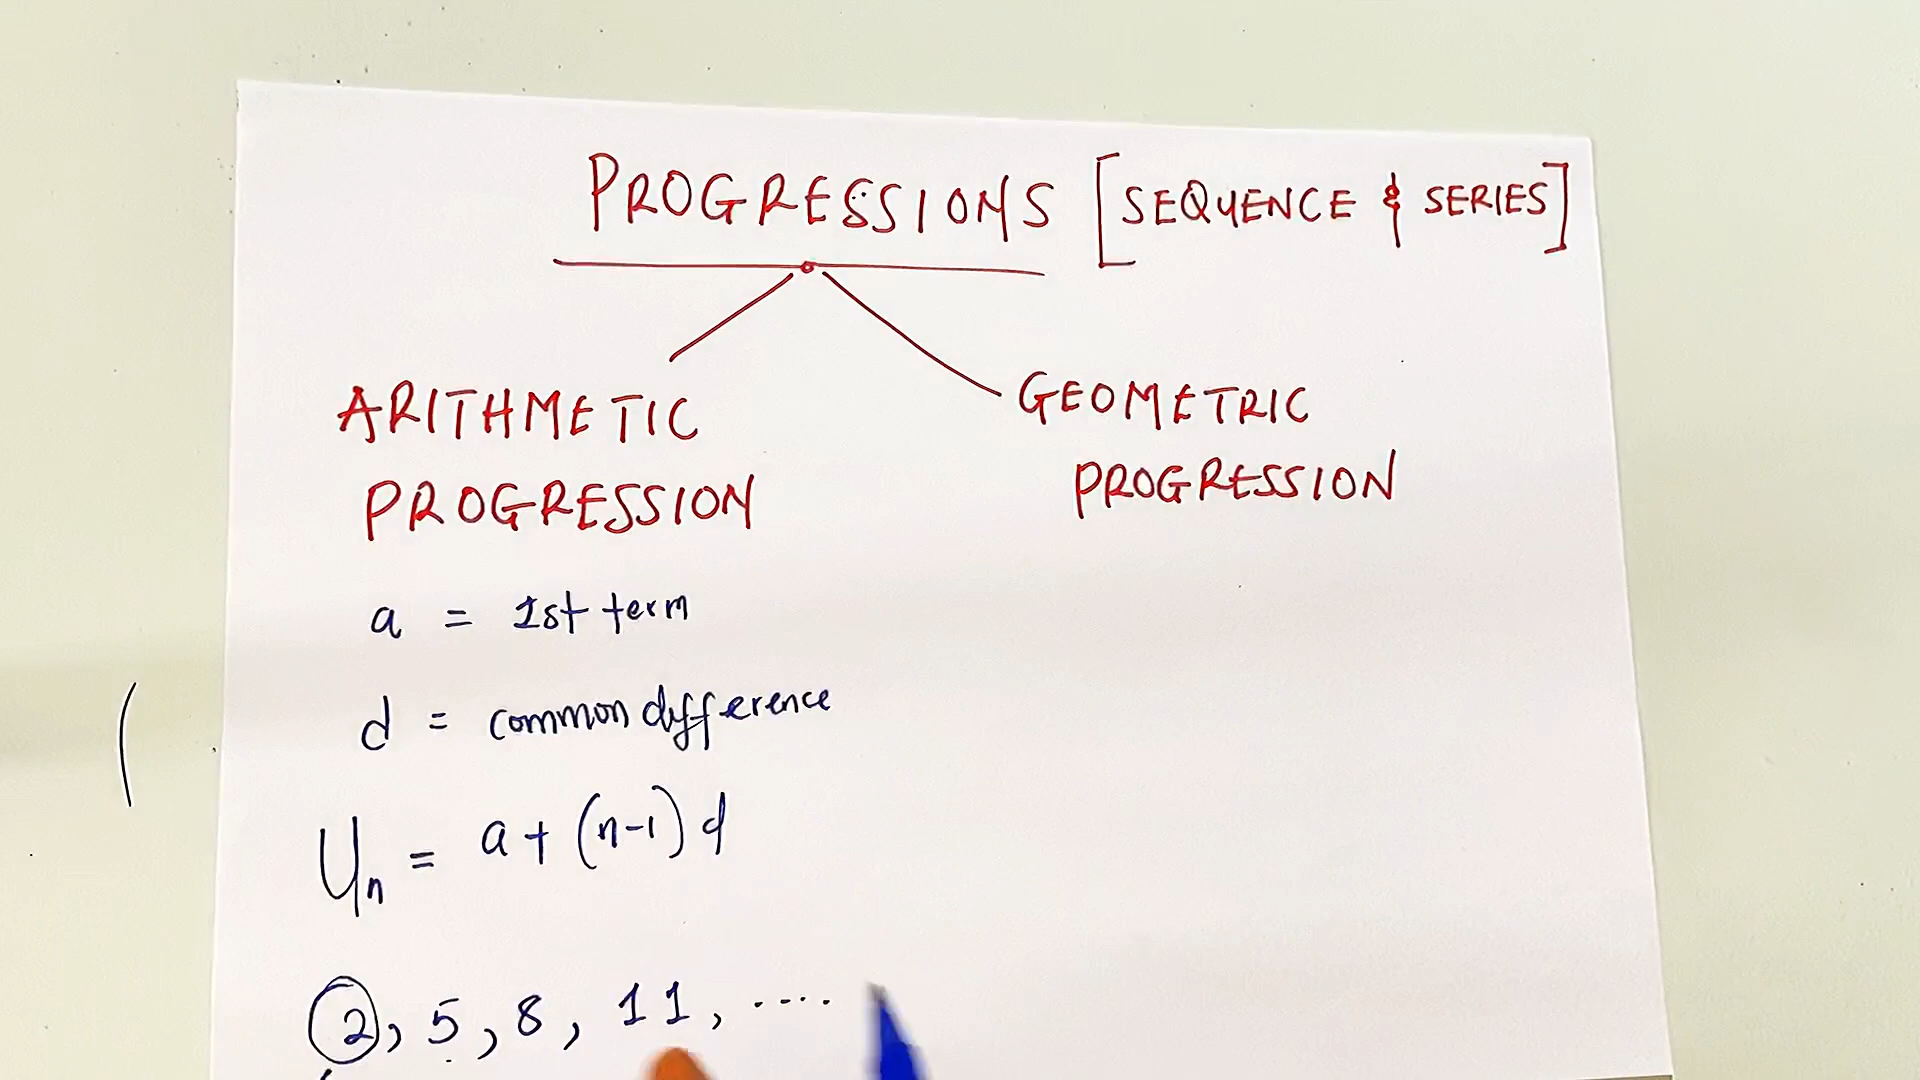 PROGRESSIONS [SEQUENCE & SERIES]
ARITHMETIC
PROGRESSION
GEOMETRIC
PROGRESSION
a = 1st term
d = common difference
Un = a + (n-1) d
2, 5, 8, 11, ....